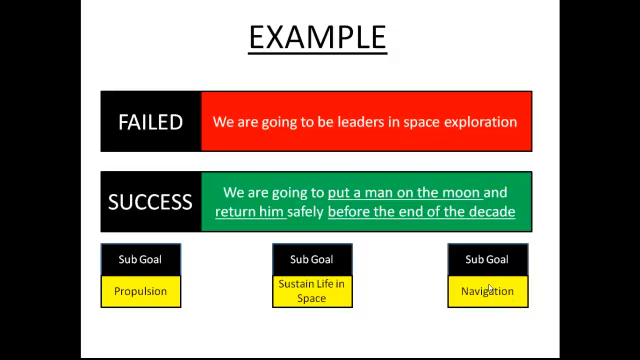 EXAMPLE
FAILED
We are going to be leaders in space exploration
SUCCESS
We are going to put a man on the moon and
return him safely before the end of the decade
Sub Goal
Propulsion
Sub Goal
Sustain Life in
Space
Sub Goal
Navigation